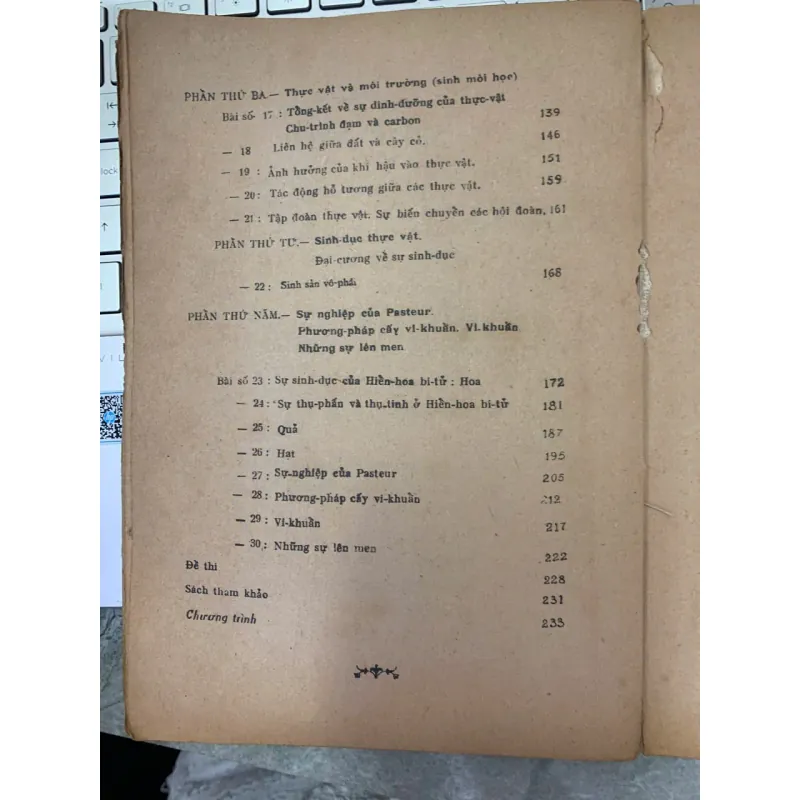 PHẦN THỨ BA.— Thực vật và môi trường (sinh môi học)
Bài số 17 : Tổng-kết về sự dinh-dưỡng của thực-vật
Chu-trình đạm và carbon 139
— 18 Liên hệ giữa đất và cây cỏ. 146
— 19 : Ảnh hưởng của khí hậu vào thực vật. 151
— 20: Tác động hỗ tương giữa các thực vật. 159
— 21 : Tập đoàn thực vật. Sự biến chuyển các hội đoàn. 161
PHẦN THỨ TƯ.— Sinh-dục thực vật.
Đại-cương về sự sinh-dục
— 22 : Sinh sản vô-phái 168
PHẦN THỨ NĂM.— Sự nghiệp của Pasteur.
Phương-pháp cấy vi-khuẩn. Vi.khuẩn
Những sự lên men
Bài số 23 : Sự sinh-dục của Hiển-hoa bí-tử : Hoa 172
— 24: Sự thụ-phấn và thụ-tinh ở Hiển-hoa bí-tử 181
— 25 : Quả 187
— 26 : Hạt 195
— 27 : Sự-nghiệp của Pasteur 205
— 28 : Phương-pháp cấy vi-khuẩn 212
— 29 : Vi-khuẩn 217
— 30 : Những sự lên men 222
Đề thi 228
Sách tham khảo 231
Chương trình 233
lock